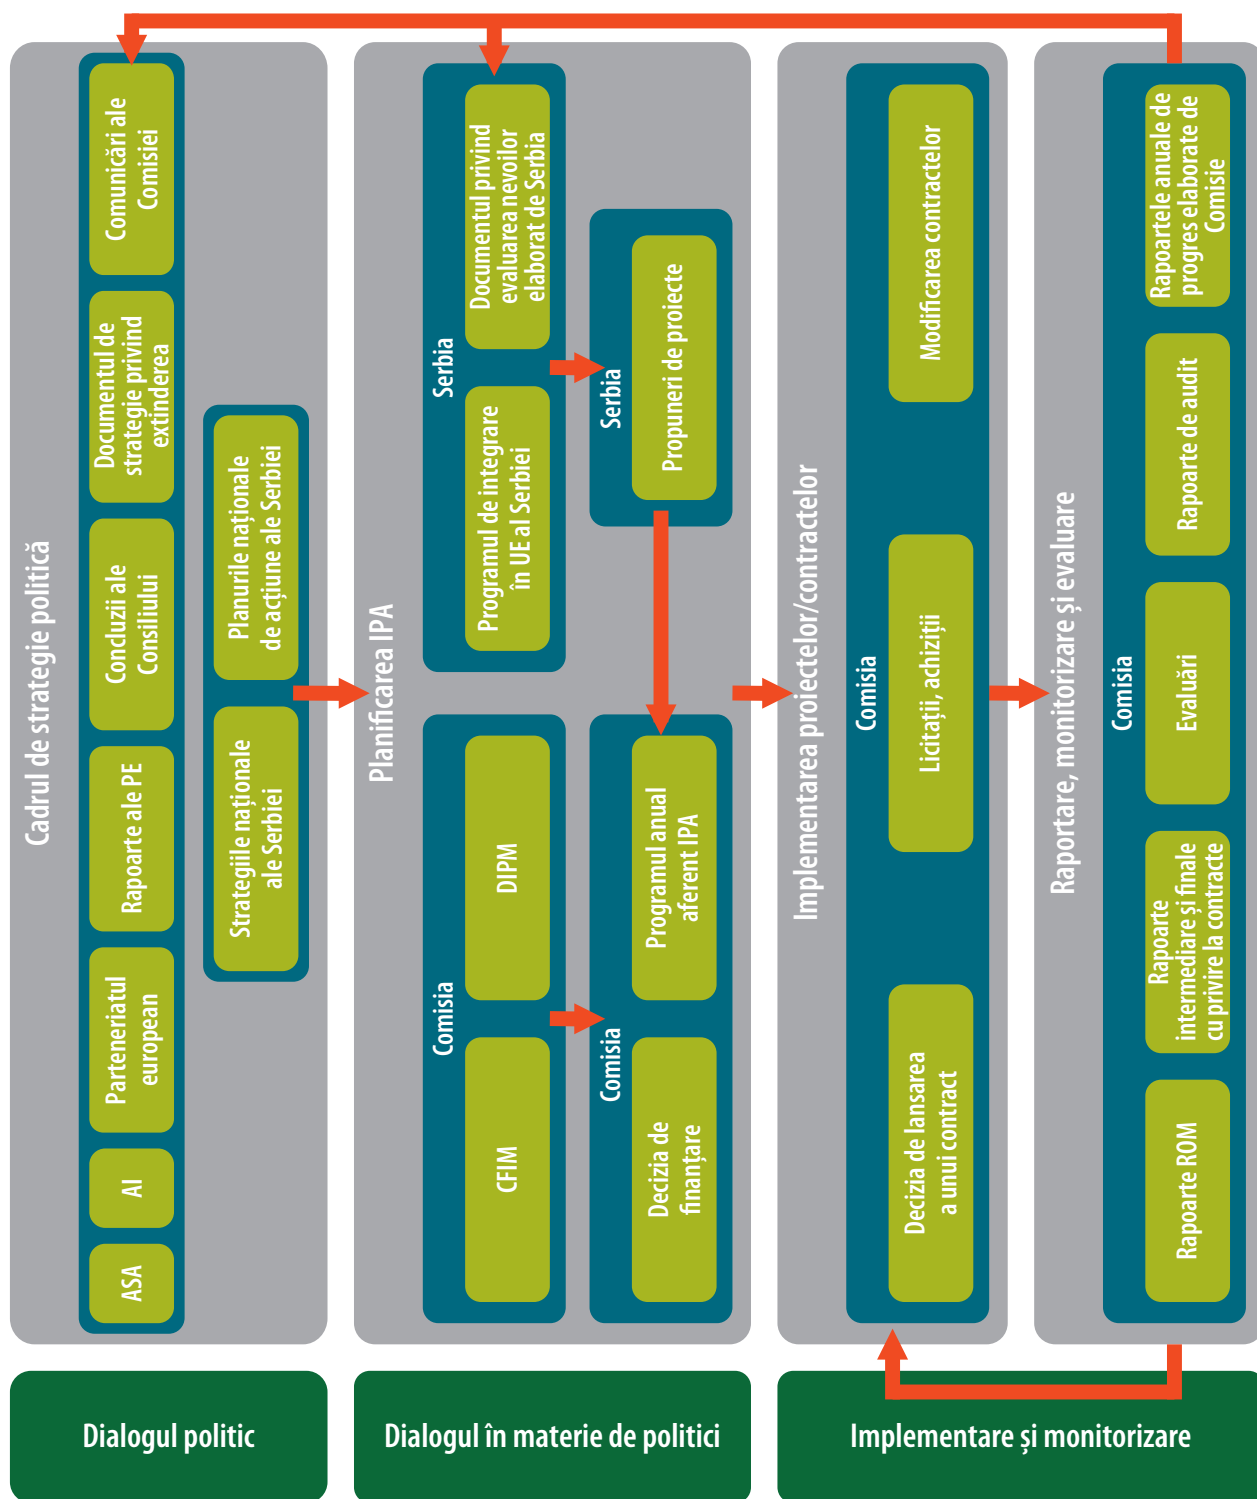 Cadrul de strategie politică
ASA
AI
Parteneriatul
european
Rapoarte ale PE
Concluzii ale
Consiliului
Documentul de
strategie privind
extinderea
Comunicări ale
Comisiei
Strategiile naționale
ale Serbiei
Planurile naționale
de acțiune ale Serbiei
Planificarea IPA
Comisia
CFIM
DIPM
Serbia
Programul de integrare
în UE al Serbiei
Documentul privind
evaluarea nevoilor
elaborat de Serbia
Comisia
Decizia de
finanțare
Programul anual
aferent IPA
Serbia
Propuneri de proiecte
Implementarea proiectelor/contractelor
Comisia
Decizia de lansarea
a unui contract
Licitații, achiziții
Modificarea contractelor
Raportare, monitorizare și evaluare
Comisia
Rapoarte ROM
Rapoarte
intermediare și finale
cu privire la contracte
Evaluări
Rapoarte de audit
Rapoartele anuale de
progres elaborate de
Comisie
Dialogul politic
Dialogul în materie de politici
Implementare și monitorizare